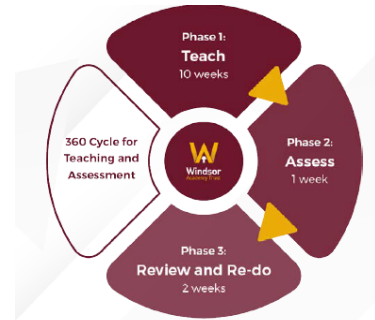 Phase 1:
Teach
10 weeks
360 Cycle for
Teaching and
Assessment
W
Windsor
Academy Trust
Phase 2:
Assess
1 week
Phase 3:
Review and Re-do
2 weeks